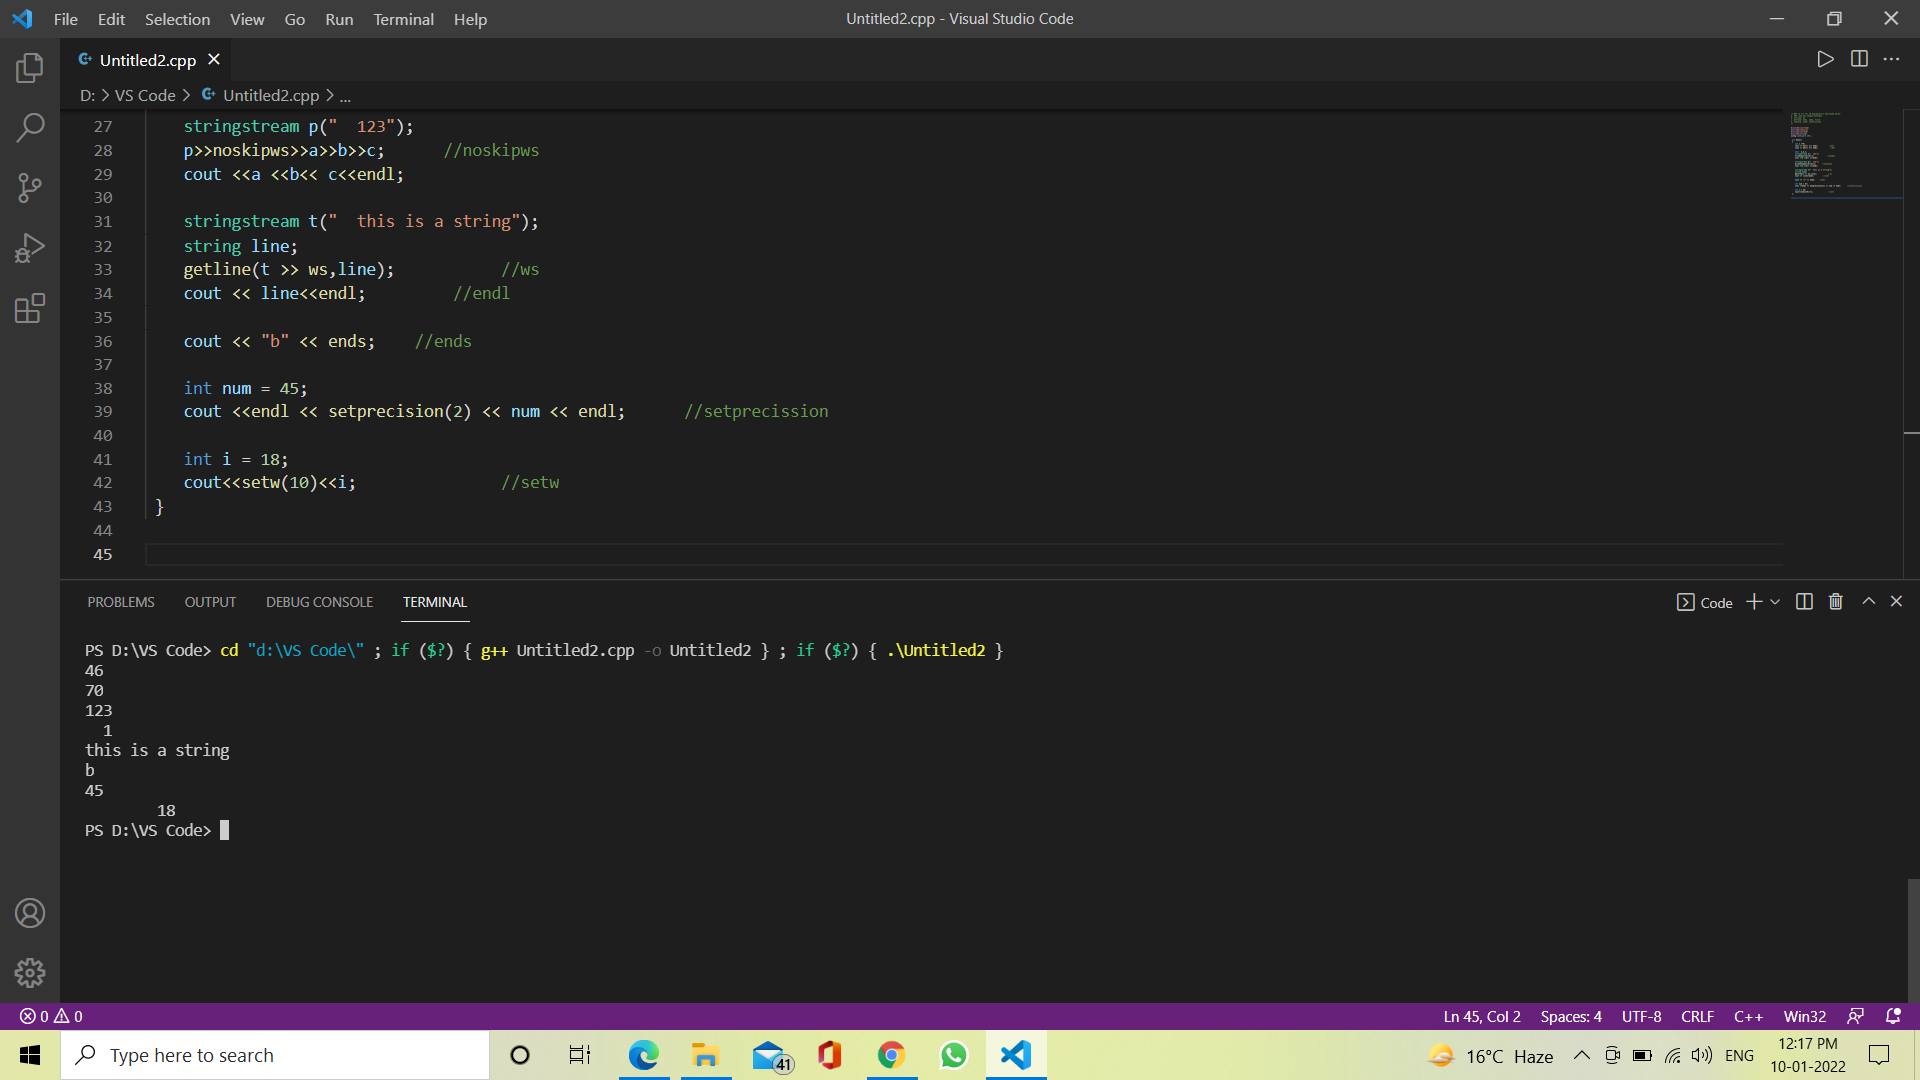 File Edit Selection View Go Run Terminal Help
Untitled2.cpp - Visual Studio Code
Untitled2.cpp
D: > VS Code > Untitled2.cpp > ...
27 stringstream p("  123");
28 p>>noskipws>>a>>b>>c; //noskipws
29 cout <<a <<b<< c<<endl;
30
31 stringstream t("  this is a string");
32 string line;
33 getline(t >> ws,line); //ws
34 cout << line<<endl; //endl
35
36 cout << "b" << ends; //ends
37
38 int num = 45;
39 cout <<endl << setprecision(2) << num << endl; //setprecission
40
41 int i = 18;
42 cout<<setw(10)<<i; //setw
43 }
44
45
PROBLEMS OUTPUT DEBUG CONSOLE TERMINAL
Code
PS D:\VS Code> cd "d:\VS Code\" ; if ($?) { g++ Untitled2.cpp -o Untitled2 } ; if ($?) { .\Untitled2 }
46
70
123
  1
this is a string
b
45
        18
PS D:\VS Code>
0 0
Ln 45, Col 2 Spaces: 4 UTF-8 CRLF C++ Win32
Type here to search
41
16°C Haze
ENG
12:17 PM
10-01-2022